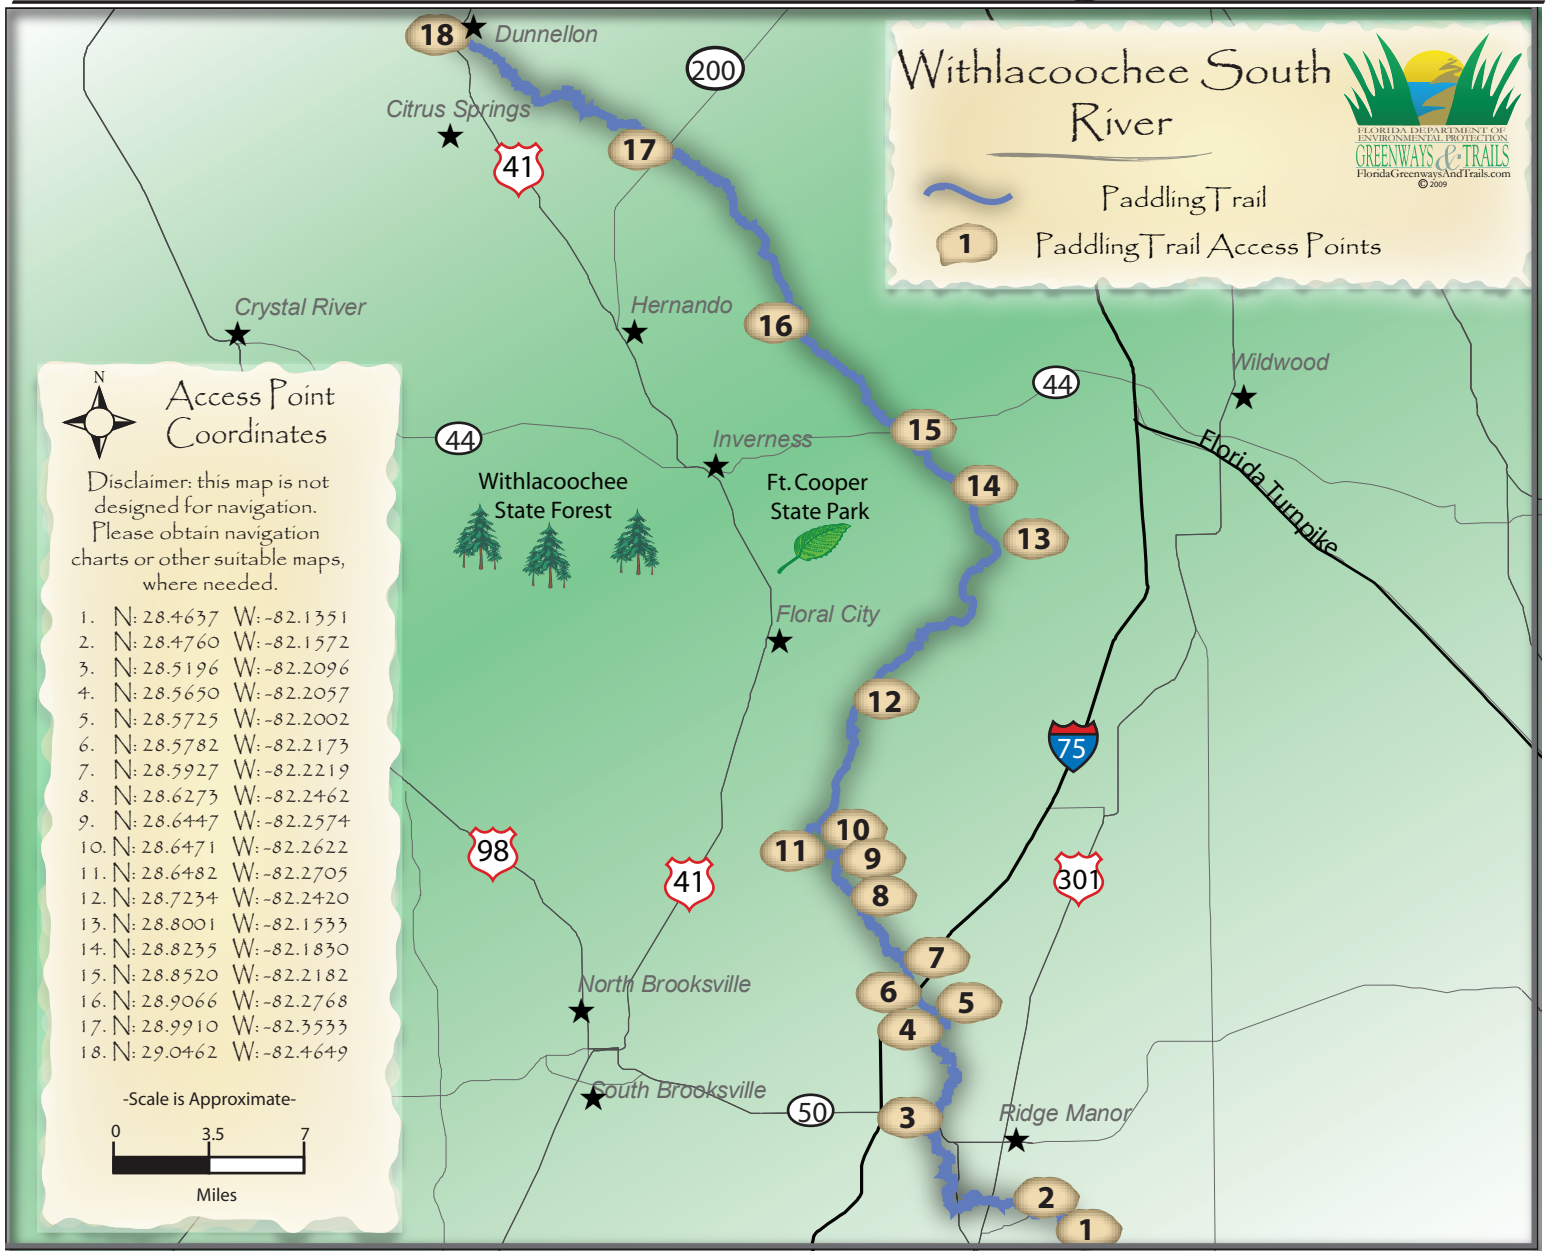 Withlacoochee South
River
Paddling Trail
1 Paddling Trail Access Points
FLORIDA DEPARTMENT OF
ENVIRONMENTAL PROTECTION
GREENWAYS & TRAILS
FloridaGreenwaysAndTrails.com
©2009
18
Dunnellon
200
Citrus Springs
17
41
Crystal River
Hernando
16
Wildwood
44
15
Inverness
44
Florida Turnpike
Withlacoochee
State Forest
Ft. Cooper
State Park
14
13
Floral City
12
75
10
11
9
98
41
301
8
7
North Brooksville
6
5
4
South Brooksville
50
3
Ridge Manor
2
1
N
Access Point
Coordinates
Disclaimer: this map is not
designed for navigation.
Please obtain navigation
charts or other suitable maps,
where needed.
1. N: 28.4637 W: -82.1351
2. N: 28.4760 W: -82.1572
3. N: 28.5196 W: -82.2096
4. N: 28.5650 W: -82.2057
5. N: 28.5725 W: -82.2002
6. N: 28.5782 W: -82.2173
7. N: 28.5927 W: -82.2219
8. N: 28.6273 W: -82.2462
9. N: 28.6447 W: -82.2574
10. N: 28.6471 W: -82.2622
11. N: 28.6482 W: -82.2705
12. N: 28.7234 W: -82.2420
13. N: 28.8001 W: -82.1533
14. N: 28.8235 W: -82.1830
15. N: 28.8520 W: -82.2182
16. N: 28.9066 W: -82.2768
17. N: 28.9910 W: -82.3533
18. N: 29.0462 W: -82.4649
-Scale is Approximate-
0 3.5 7
Miles